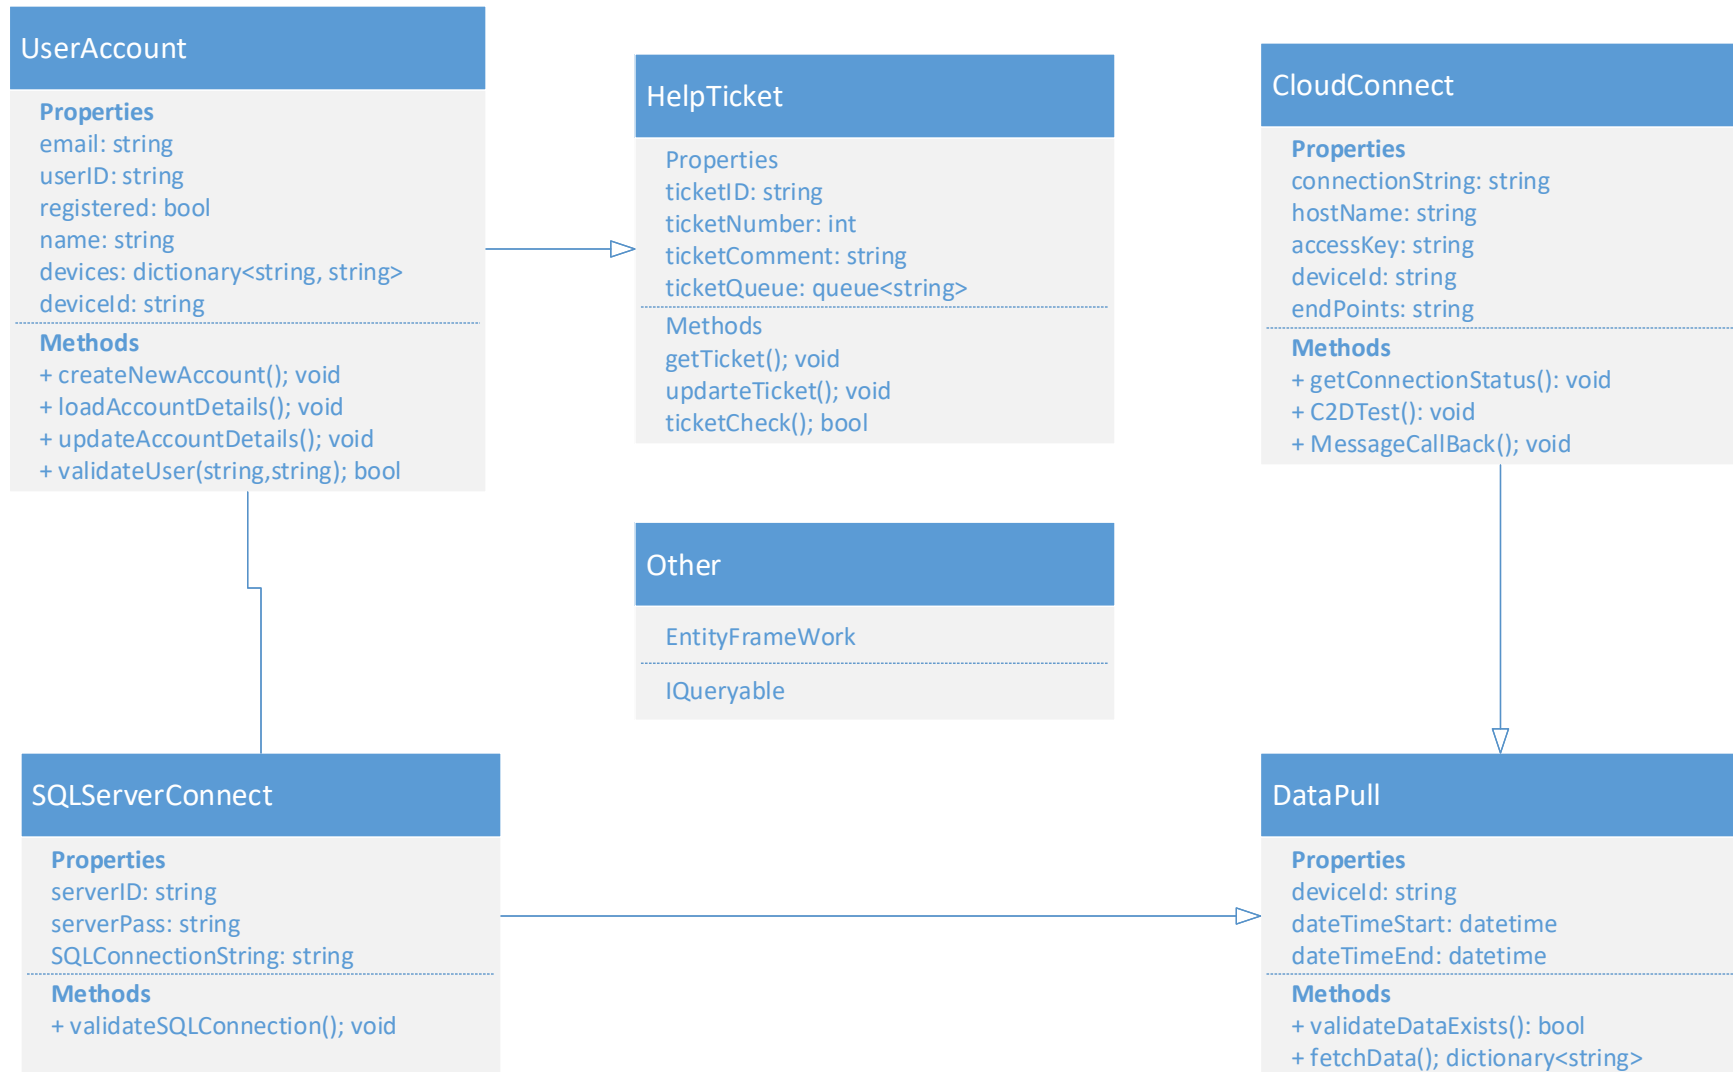 UserAccount
Properties
email: string
userID: string
registered: bool
name: string
devices: dictionary<string, string>
deviceId: string
Methods
+ createNewAccount(); void
+ loadAccountDetails(); void
+ updateAccountDetails(); void
+ validateUser(string,string); bool
HelpTicket
Properties
ticketID: string
ticketNumber: int
ticketComment: string
ticketQueue: queue<string>
Methods
getTicket(); void
updarteTicket(); void
ticketCheck(); bool
CloudConnect
Properties
connectionString: string
hostName: string
accessKey: string
deviceId: string
endPoints: string
Methods
+ getConnectionStatus(): void
+ C2DTest(): void
+ MessageCallBack(); void
Other
EntityFrameWork
IQueryable
SQLServerConnect
Properties
serverID: string
serverPass: string
SQLConnectionString: string
Methods
+ validateSQLConnection(); void
DataPull
Properties
deviceId: string
dateTimeStart: datetime
dateTimeEnd: datetime
Methods
+ validateDataExists(): bool
+ fetchData(); dictionary<string>